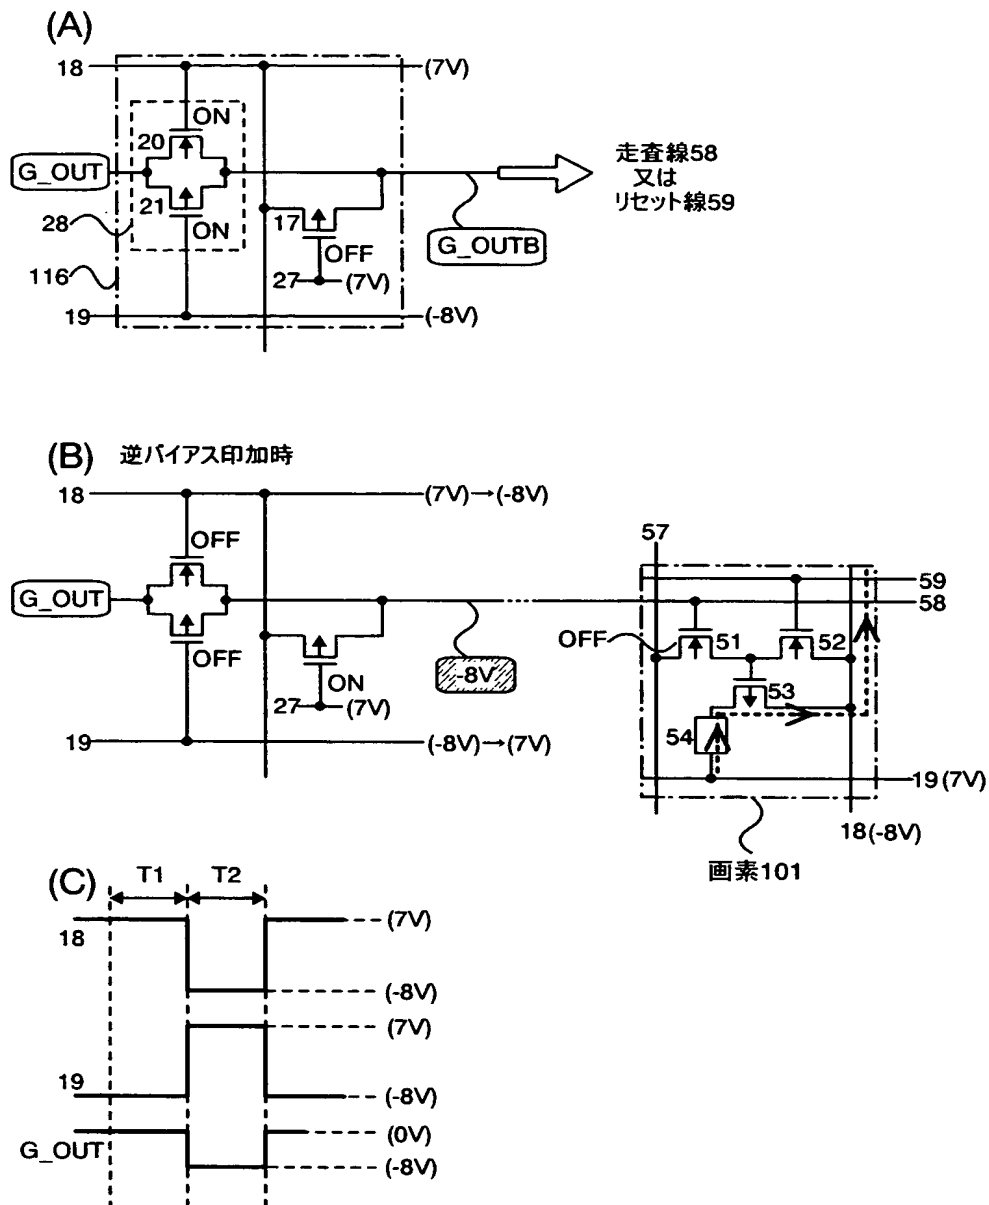 (A)
18 (7V)
ON
20
G_OUT
21
ON
28
116
17
OFF
27 (7V)
19 (-8V)
G_OUTB
走査線58
又は
リセット線59
(B) 逆バイアス印加時
18 (7V)→(-8V)
OFF
G_OUT
OFF
ON
27 (7V)
-8V
19 (-8V)→(7V)
57
59
58
OFF
51
52
53
54
19(7V)
18(-8V)
画素101
(C)
T1 T2
18
(7V)
(-8V)
(7V)
19
(-8V)
G_OUT
(0V)
(-8V)